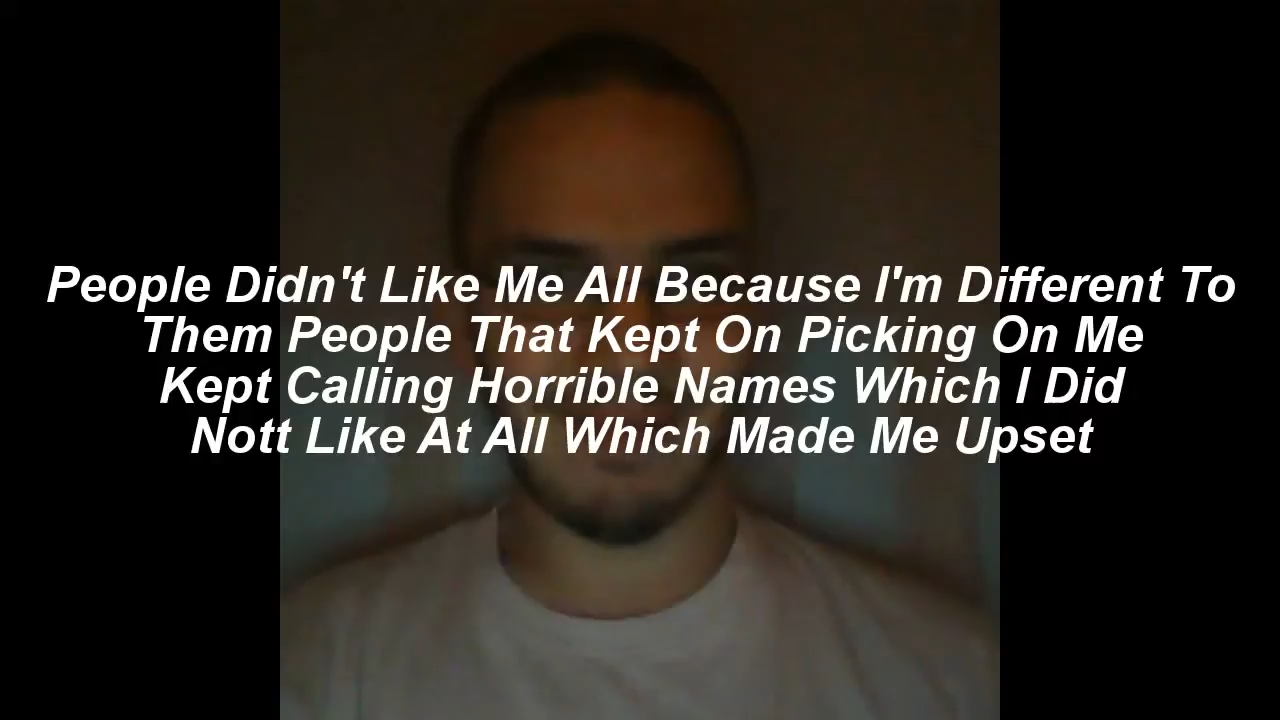 People Didn't Like Me All Because I'm Different To
Them People That Kept On Picking On Me
Kept Calling Horrible Names Which I Did
Nott Like At All Which Made Me Upset